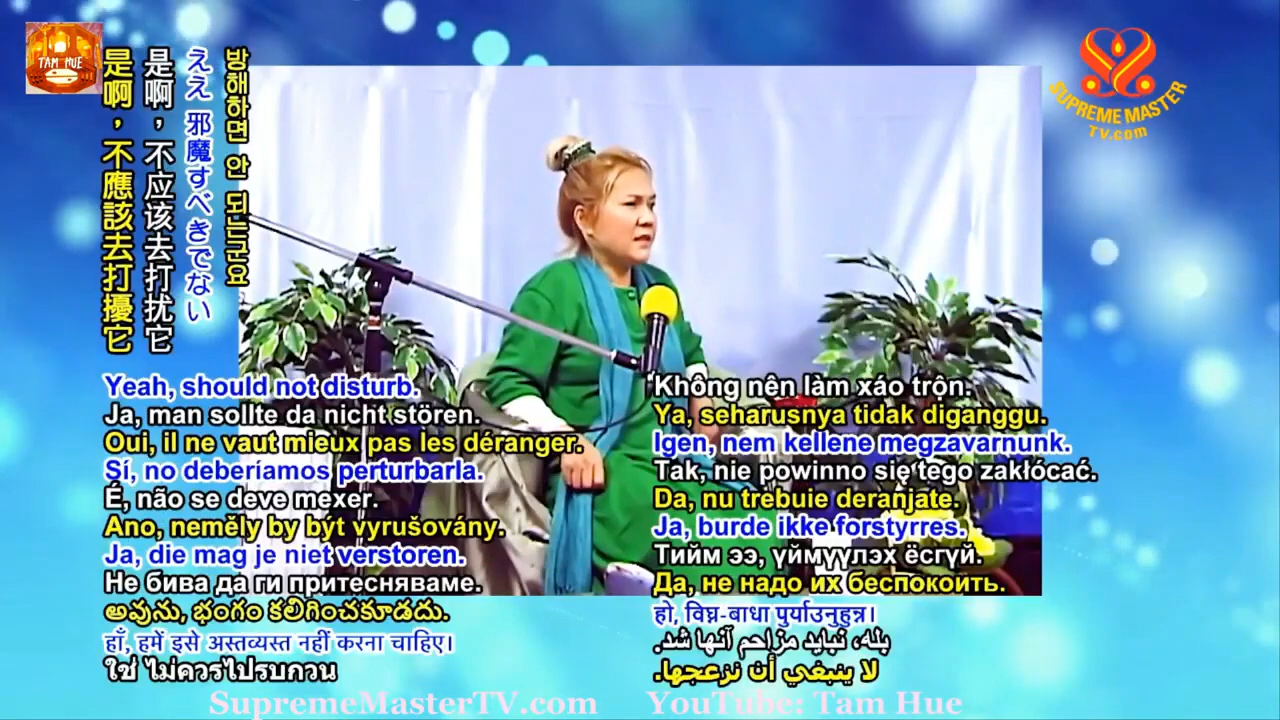 TAM HUE
SUPREME MASTER
TV.com
是啊，不應該去打擾它
是啊，不应该去打扰它
ええ 邪魔すべきでない
방해하면 안 되는군요
Yeah, should not disturb.
Ja, man sollte da nicht stören.
Oui, il ne vaut mieux pas les déranger.
Sí, no deberíamos perturbarla.
É, não se deve mexer.
Ano, neměly by být vyrušovány.
Ja, die mag je niet verstoren.
Не бива да ги притесняваме.
అవును, భంగం కలిగించకూడదు.
हाँ, हमें इसे अस्तव्यस्त नहीं करना चाहिए।
ใช่ ไม่ควรไปรบกวน
Không nên làm xáo trộn.
Ya, seharusnya tidak diganggu.
Igen, nem kellene megzavarnunk.
Tak, nie powinno się tego zakłócać.
Da, nu trebuie deranjate.
Ja, burde ikke forstyrres.
Тийм ээ, үймүүлэх ёсгүй.
Да, не надо их беспокоить.
हो, विघ्न-बाधा पुर्याउनुहुन्न।
بله، نباید مزاحم آنها شد.
لا ينبغي أن نزعجها.
SupremeMasterTV.com
YouTube: Tam Hue